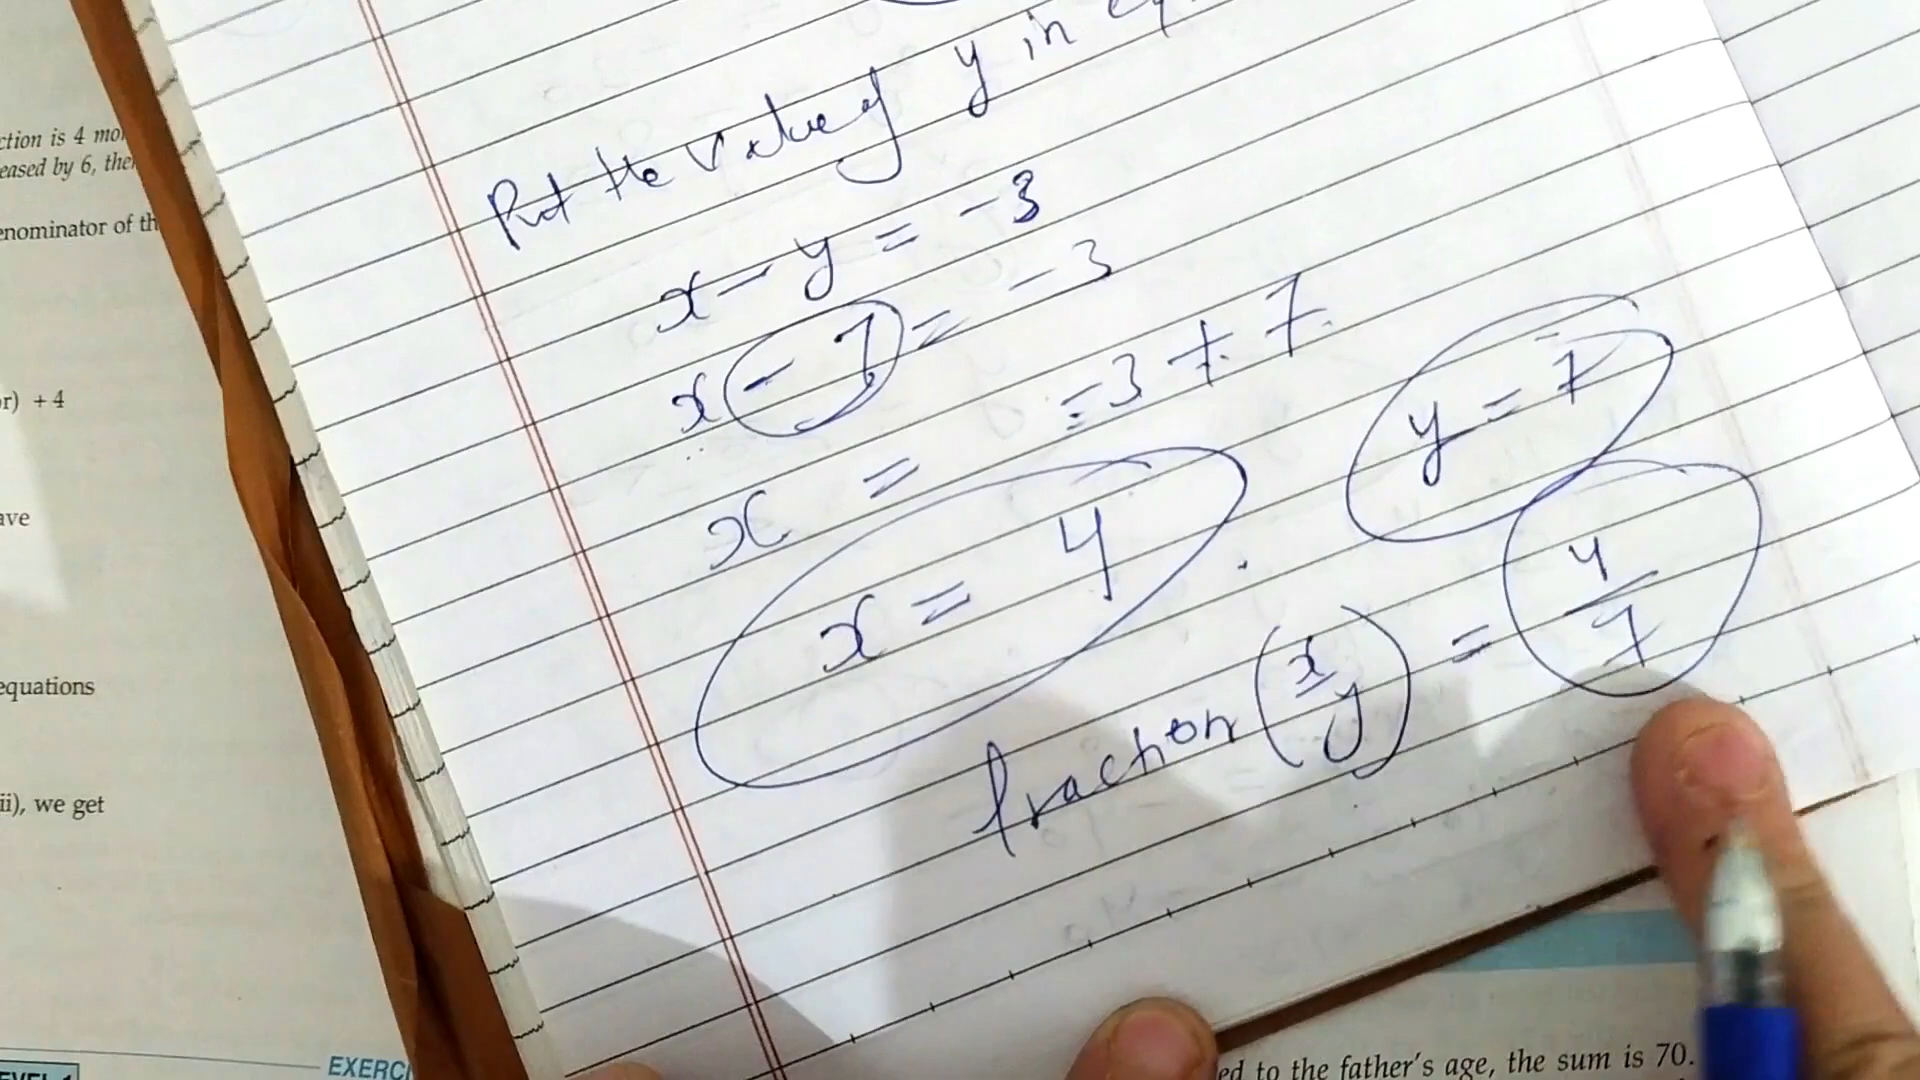 ction is 4 mo
eased by 6, the
enominator of th
r) + 4
ave
equations
ii), we get
EXERCI
Put the value of y in eq
x - y = -3
x - 7 = -3
x = -3 + 7
x = 4
y = 7
fraction (x/y) = 4/7
ed to the father's age, the sum is 70.